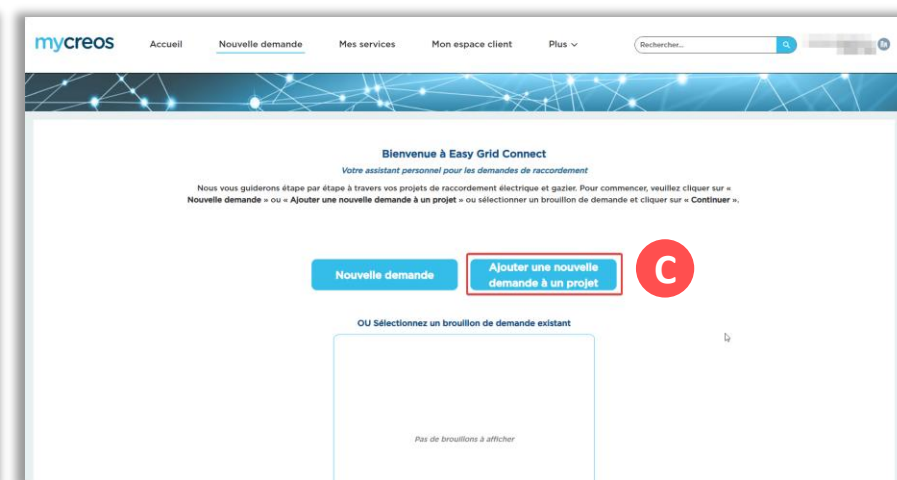 mycreos
Accueil Nouvelle demande Mes services Mon espace client Plus Rechercher...
Bienvenue à Easy Grid Connect
Votre assistant personnel pour les demandes de raccordement
Nous vous guiderons étape par étape à travers vos projets de raccordement électrique et gazier. Pour commencer, veuillez cliquer sur «
Nouvelle demande » ou « Ajouter une nouvelle demande à un projet » ou sélectionner un brouillon de demande et cliquer sur « Continuer ».
Nouvelle demande
Ajouter une nouvelle
demande à un projet
C
OU Sélectionnez un brouillon de demande existant
Pas de brouillons à afficher